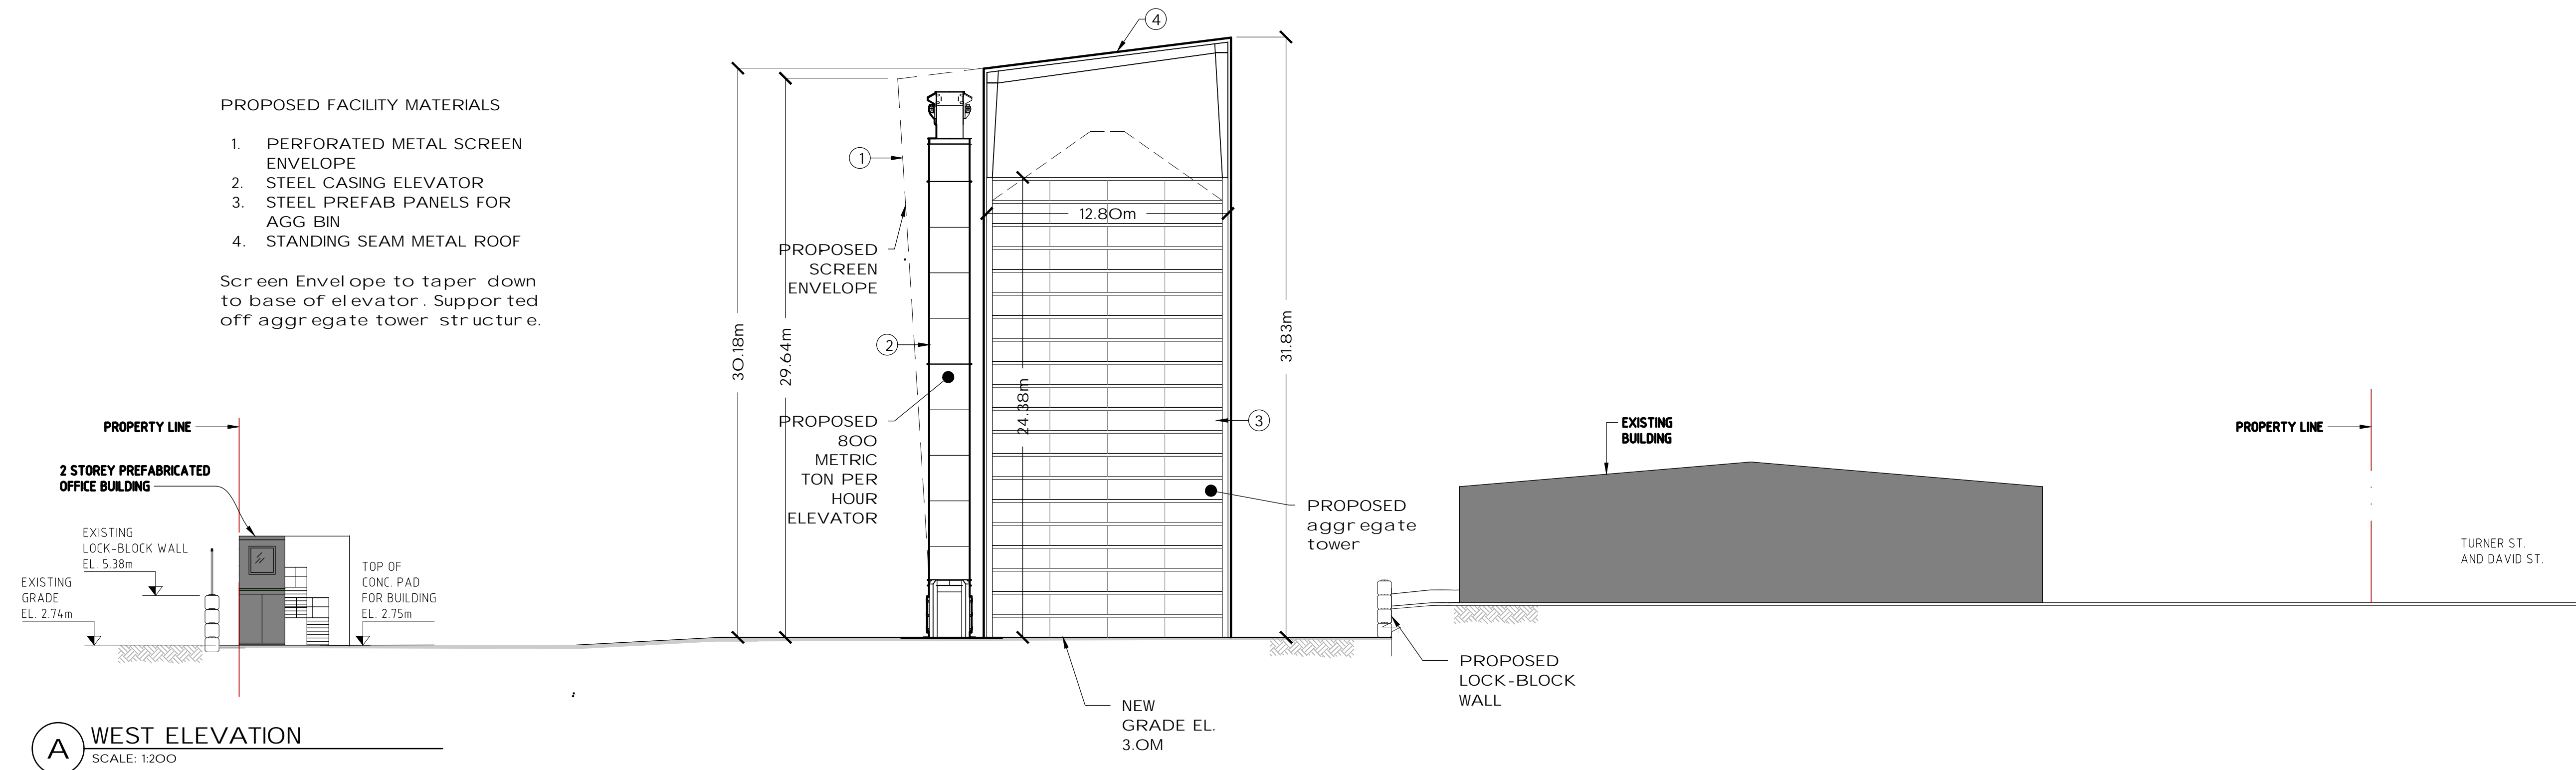 4
PROPOSED FACILITY MATERIALS
1. PERFORATED METAL SCREEN
ENVELOPE
2. STEEL CASING ELEVATOR
3. STEEL PREFAB PANELS FOR
AGG BIN
4. STANDING SEAM METAL ROOF
Screen Envelope to taper down
to base of elevator. Supported
off aggregate tower structure.
1
12.80m
PROPOSED
SCREEN
ENVELOPE
30.18m
29.64m
31.83m
2
24.38m
PROPOSED
800
METRIC
TON PER
HOUR
ELEVATOR
3
PROPERTY LINE
2 STOREY PREFABRICATED
OFFICE BUILDING
EXISTING
LOCK-BLOCK WALL
EL. 5.38m
EXISTING
GRADE
EL. 2.74m
TOP OF
CONC. PAD
FOR BUILDING
EL. 2.75m
PROPOSED
aggregate
tower
EXISTING
BUILDING
PROPERTY LINE
TURNER ST.
AND DAVID ST.
PROPOSED
LOCK-BLOCK
WALL
NEW
GRADE EL.
3.0M
A
WEST ELEVATION
SCALE: 1:200